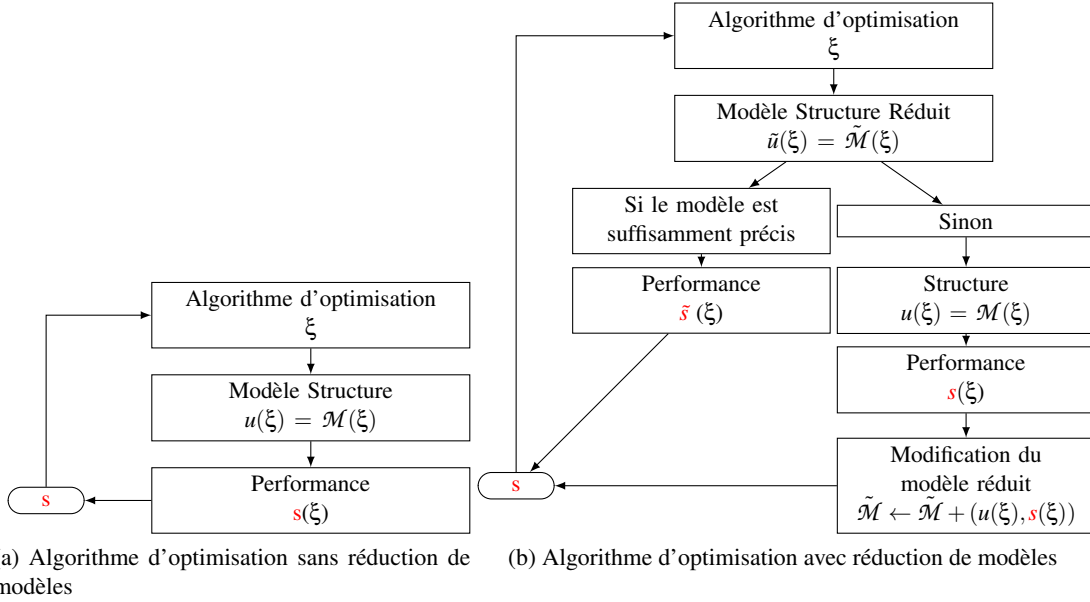 Algorithme d'optimisation
ξ
Modèle Structure
u(ξ) = ℳ(ξ)
Performance
s(ξ)
s
(a) Algorithme d'optimisation sans réduction de
modèles
Algorithme d'optimisation
ξ
Modèle Structure Réduit
ũ(ξ) = ℳ̃(ξ)
Si le modèle est
suffisamment précis
Performance
s̃ (ξ)
Sinon
Structure
u(ξ) = ℳ(ξ)
Performance
s(ξ)
Modification du
modèle réduit
ℳ̃ ← ℳ̃ + (u(ξ),s(ξ))
s
(b) Algorithme d'optimisation avec réduction de modèles